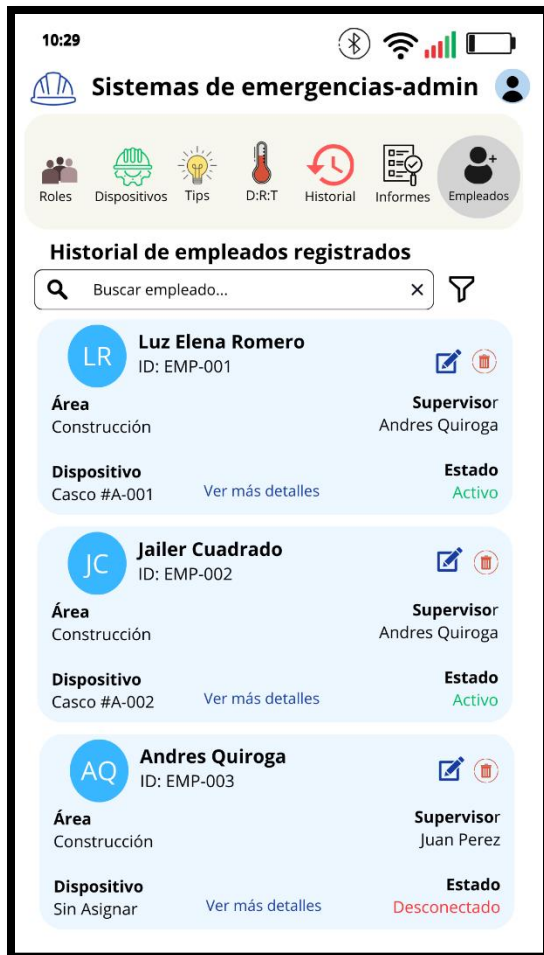 10:29
Sistemas de emergencias-admin
Roles Dispositivos Tips D:R:T Historial Informes Empleados
Historial de empleados registrados
Buscar empleado...
LR
Luz Elena Romero
ID: EMP-001
Área Supervisor
Construcción Andres Quiroga
Dispositivo Estado
Casco #A-001 Ver más detalles Activo
JC
Jailer Cuadrado
ID: EMP-002
Área Supervisor
Construcción Andres Quiroga
Dispositivo Estado
Casco #A-002 Ver más detalles Activo
AQ
Andres Quiroga
ID: EMP-003
Área Supervisor
Construcción Juan Perez
Dispositivo Estado
Sin Asignar Ver más detalles Desconectado